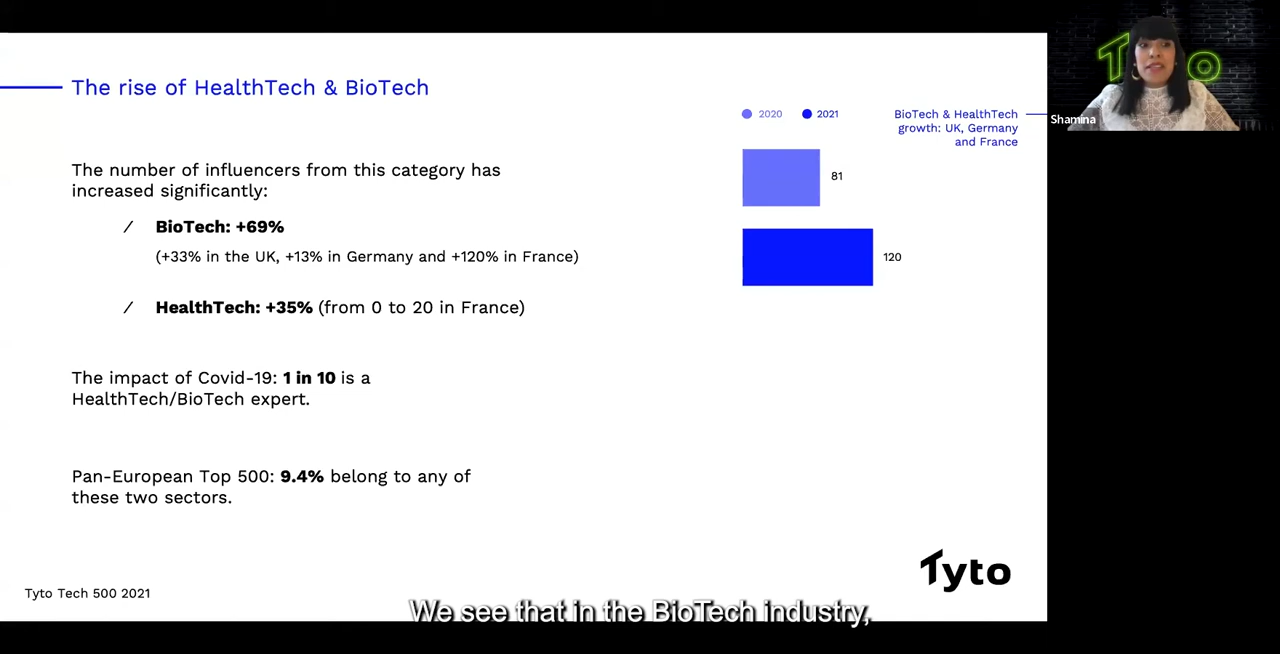 The rise of HealthTech & BioTech
The number of influencers from this category has
increased significantly:
/ BioTech: +69%
(+33% in the UK, +13% in Germany and +120% in France)
/ HealthTech: +35% (from 0 to 20 in France)
The impact of Covid-19: 1 in 10 is a
HealthTech/BioTech expert.
Pan-European Top 500: 9.4% belong to any of
these two sectors.
2020 2021
BioTech & HealthTech
growth: UK, Germany
and France
81
120
Tyto
Shamina
Tyto
Tyto Tech 500 2021
We see that in the BioTech industry,